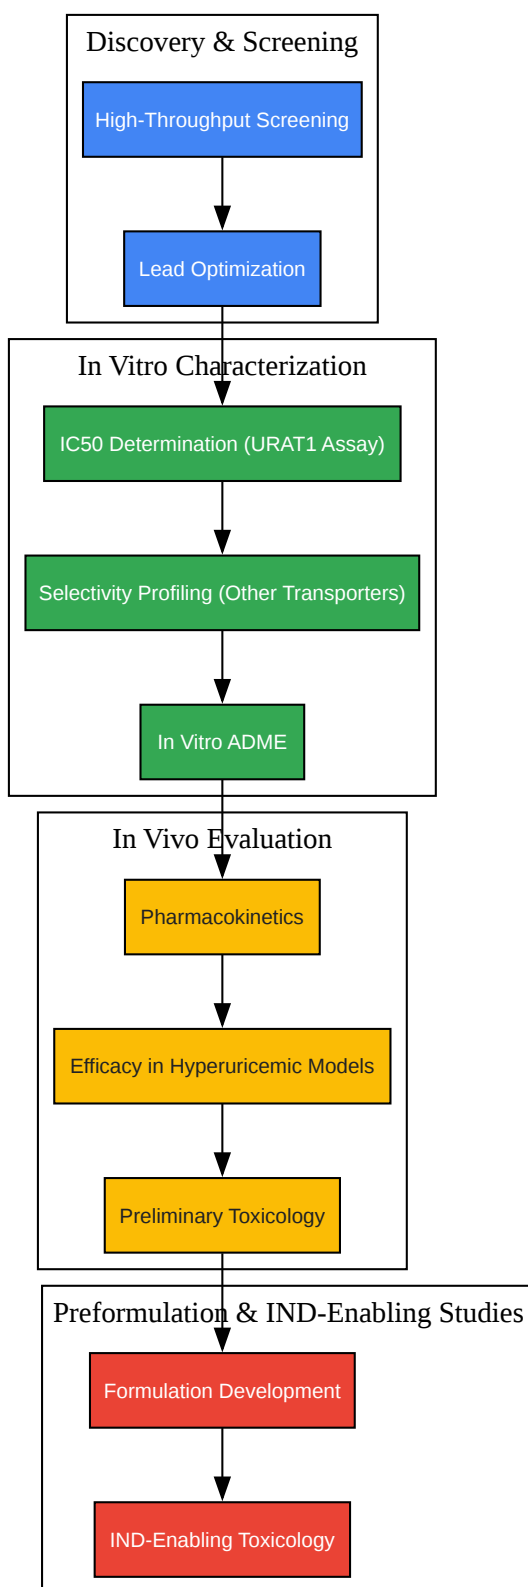 Discovery & Screening
High-Throughput Screening
Lead Optimization
In Vitro Characterization
IC50 Determination (URAT1 Assay)
Selectivity Profiling (Other Transporters)
In Vitro ADME
In Vivo Evaluation
Pharmacokinetics
Efficacy in Hyperuricemic Models
Preliminary Toxicology
Preformulation & IND-Enabling Studies
Formulation Development
IND-Enabling Toxicology